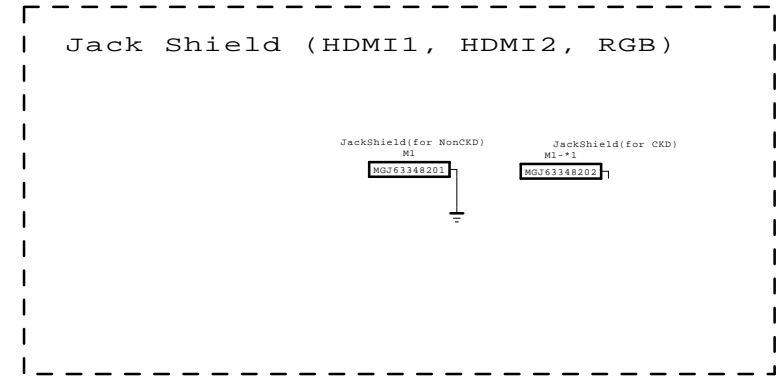 Jack Shield (HDMI1, HDMI2, RGB)
JackShield(for NonCKD)
M1
MGJ63348201
JackShield(for CKD)
M1-*1
MGJ63348202